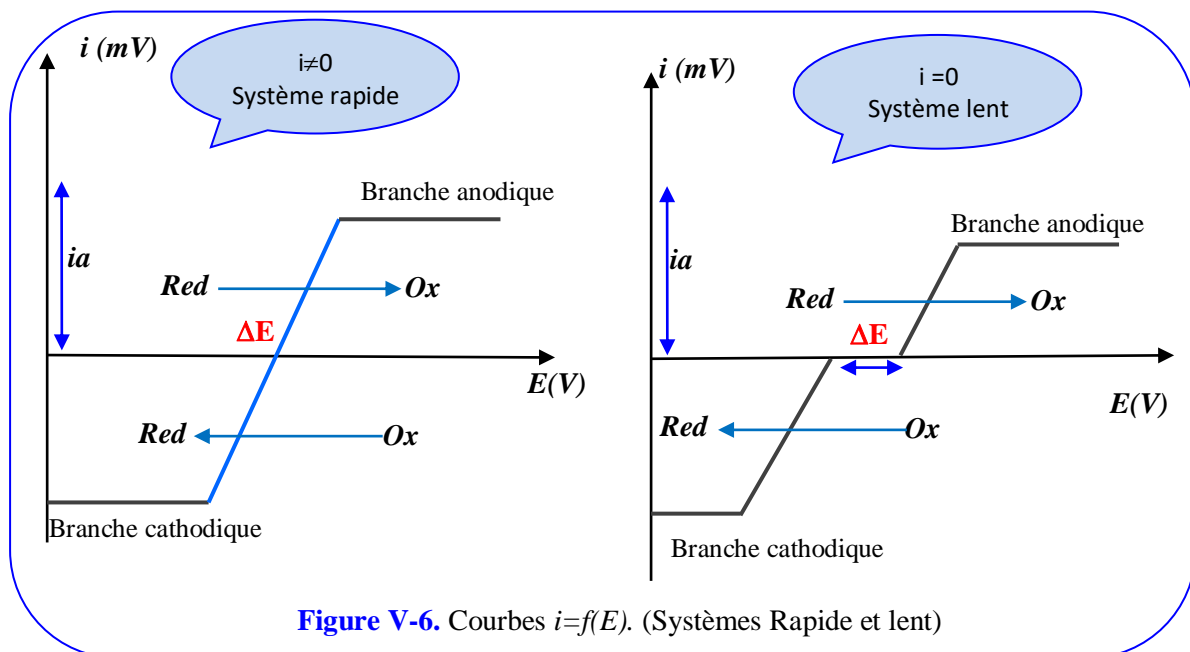 i (mV)
i≠0
Système rapide
Branche anodique
ia
Red
Ox
ΔE
E(V)
Red
Ox
Branche cathodique
i (mV)
i =0
Système lent
Branche anodique
ia
Red
Ox
ΔE
E(V)
Red
Ox
Branche cathodique
Figure V-6. Courbes i=f(E). (Systèmes Rapide et lent)